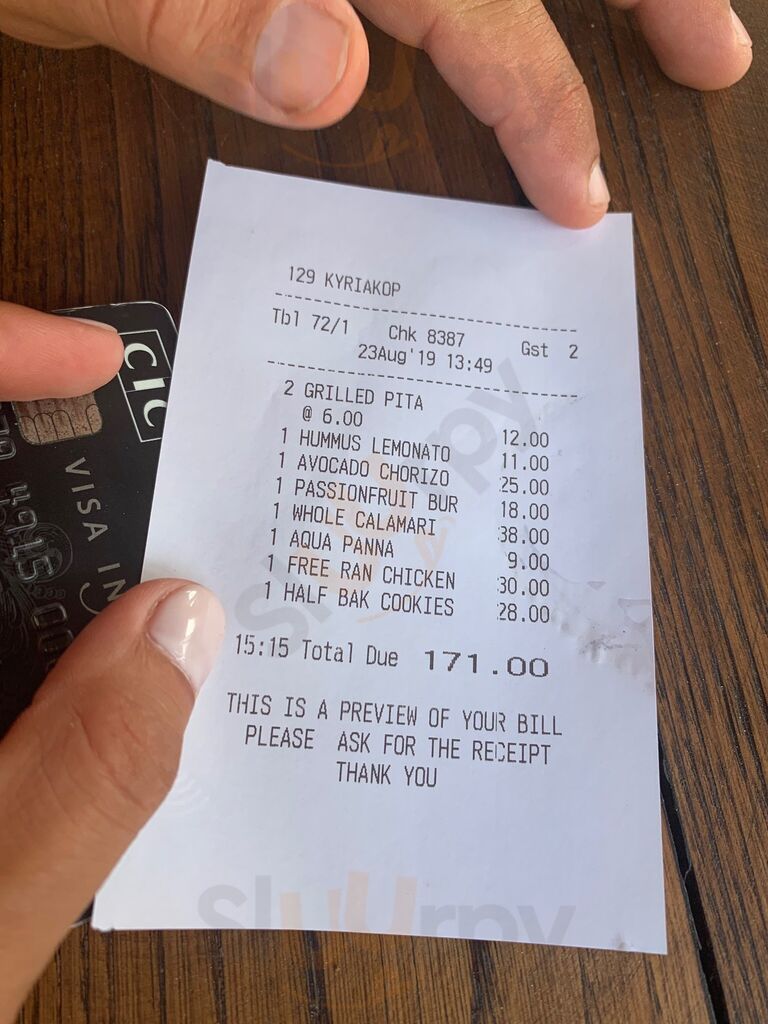 129 KYRIAKOP
Tbl 72/1 Chk 8387 Gst 2
23Aug'19 13:49
2 GRILLED PITA
@ 6.00 12.00
1 HUMMUS LEMONATO 11.00
1 AVOCADO CHORIZO 25.00
1 PASSIONFRUIT BUR 18.00
1 WHOLE CALAMARI 38.00
1 AQUA PANNA 9.00
1 FREE RAN CHICKEN 30.00
1 HALF BAK COOKIES 28.00
15:15 Total Due 171.00
THIS IS A PREVIEW OF YOUR BILL
PLEASE ASK FOR THE RECEIPT
THANK YOU
CIC
VISA IN
sluurpy
sluurpy